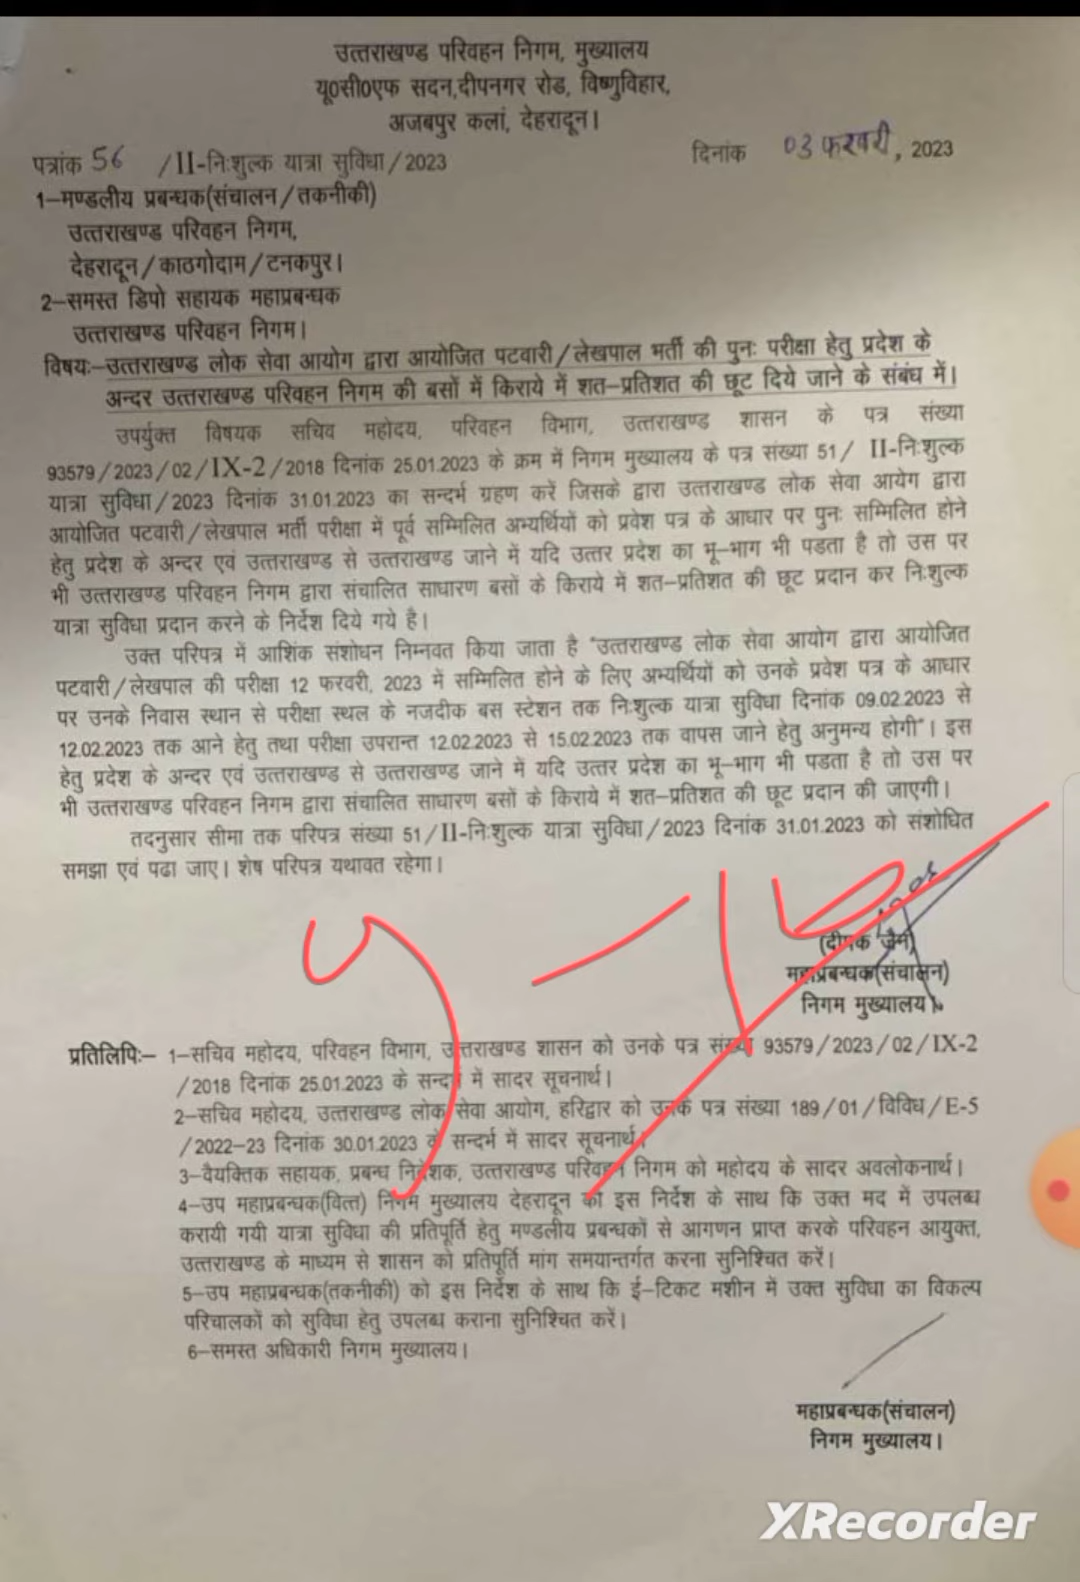 उत्तराखण्ड परिवहन निगम, मुख्यालय
यू0सी0एफ सदन,दीपनगर रोड, विष्णुविहार,
अजबपुर कलां, देहरादून।
पत्रांक 56 /II-निःशुल्क यात्रा सुविधा/2023 दिनांक 03 फरवरी, 2023
1–मण्डलीय प्रबन्धक(संचालन/तकनीकी)
उत्तराखण्ड परिवहन निगम,
देहरादून/काठगोदाम/टनकपुर।
2–समस्त डिपो सहायक महाप्रबन्धक
उत्तराखण्ड परिवहन निगम।
विषयः–उत्तराखण्ड लोक सेवा आयोग द्वारा आयोजित पटवारी/लेखपाल भर्ती की पुनः परीक्षा हेतु प्रदेश के
अन्दर उत्तराखण्ड परिवहन निगम की बसों में किराये में शत–प्रतिशत की छूट दिये जाने के संबंध में।
उपर्युक्त विषयक सचिव महोदय, परिवहन विभाग, उत्तराखण्ड शासन के पत्र संख्या
93579/2023/02/IX-2/2018 दिनांक 25.01.2023 के क्रम में निगम मुख्यालय के पत्र संख्या 51/ II-निःशुल्क
यात्रा सुविधा/2023 दिनांक 31.01.2023 का सन्दर्भ ग्रहण करें जिसके द्वारा उत्तराखण्ड लोक सेवा आयेग द्वारा
आयोजित पटवारी/लेखपाल भर्ती परीक्षा में पूर्व सम्मिलित अभ्यर्थियों को प्रवेश पत्र के आधार पर पुनः सम्मिलित होने
हेतु प्रदेश के अन्दर एवं उत्तराखण्ड से उत्तराखण्ड जाने में यदि उत्तर प्रदेश का भू–भाग भी पडता है तो उस पर
भी उत्तराखण्ड परिवहन निगम द्वारा संचालित साधारण बसों के किराये में शत–प्रतिशत की छूट प्रदान कर निःशुल्क
यात्रा सुविधा प्रदान करने के निर्देश दिये गये है।
उक्त परिपत्र में आशिंक संशोधन निम्नवत किया जाता है "उत्तराखण्ड लोक सेवा आयोग द्वारा आयोजित
पटवारी/लेखपाल की परीक्षा 12 फरवरी, 2023 में सम्मिलित होने के लिए अभ्यर्थियों को उनके प्रवेश पत्र के आधार
पर उनके निवास स्थान से परीक्षा स्थल के नजदीक बस स्टेशन तक निःशुल्क यात्रा सुविधा दिनांक 09.02.2023 से
12.02.2023 तक आने हेतु तथा परीक्षा उपरान्त 12.02.2023 से 15.02.2023 तक वापस जाने हेतु अनुमन्य होगी"। इस
हेतु प्रदेश के अन्दर एवं उत्तराखण्ड से उत्तराखण्ड जाने में यदि उत्तर प्रदेश का भू–भाग भी पडता है तो उस पर
भी उत्तराखण्ड परिवहन निगम द्वारा संचालित साधारण बसों के किराये में शत–प्रतिशत की छूट प्रदान की जाएगी।
तदनुसार सीमा तक परिपत्र संख्या 51/II-निःशुल्क यात्रा सुविधा/2023 दिनांक 31.01.2023 को संशोधित
समझा एवं पढा जाए। शेष परिपत्र यथावत रहेगा।
(दीपक जैन)
महाप्रबन्धक(संचालन)
निगम मुख्यालय।
प्रतिलिपिः– 1–सचिव महोदय, परिवहन विभाग, उत्तराखण्ड शासन को उनके पत्र संख्या 93579/2023/02/IX-2
/2018 दिनांक 25.01.2023 के सन्दर्भ में सादर सूचनार्थ।
2–सचिव महोदय, उत्तराखण्ड लोक सेवा आयोग, हरिद्वार को उनके पत्र संख्या 189/01/विविध/E-5
/2022–23 दिनांक 30.01.2023 के सन्दर्भ में सादर सूचनार्थ।
3–वैयक्तिक सहायक, प्रबन्ध निदेशक, उत्तराखण्ड परिवहन निगम को महोदय के सादर अवलोकनार्थ।
4–उप महाप्रबन्धक(वित्त) निगम मुख्यालय देहरादून को इस निर्देश के साथ कि उक्त मद में उपलब्ध
करायी गयी यात्रा सुविधा की प्रतिपूर्ति हेतु मण्डलीय प्रबन्धकों से आगणन प्राप्त करके परिवहन आयुक्त,
उत्तराखण्ड के माध्यम से शासन को प्रतिपूर्ति मांग समयान्तर्गत करना सुनिश्चित करें।
5–उप महाप्रबन्धक(तकनीकी) को इस निर्देश के साथ कि ई–टिकट मशीन में उक्त सुविधा का विकल्प
परिचालकों को सुविधा हेतु उपलब्ध कराना सुनिश्चित करें।
6–समस्त अधिकारी निगम मुख्यालय।
महाप्रबन्धक(संचालन)
निगम मुख्यालय।
XRecorder